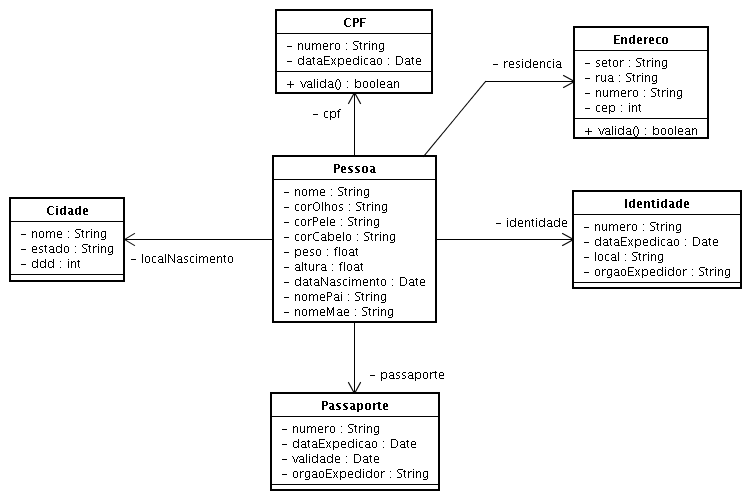 CPF
- numero : String
- dataExpedicao : Date
+ valida() : boolean
- cpf
- residencia
Endereco
- setor : String
- rua : String
- numero : String
- cep : int
+ valida() : boolean
Cidade
- nome : String
- estado : String
- ddd : int
- localNascimento
Pessoa
- nome : String
- corOlhos : String
- corPele : String
- corCabelo : String
- peso : float
- altura : float
- dataNascimento : Date
- nomePai : String
- nomeMae : String
- identidade
Identidade
- numero : String
- dataExpedicao : Date
- local : String
- orgaoExpedidor : String
- passaporte
Passaporte
- numero : String
- dataExpedicao : Date
- validade : Date
- orgaoExpedidor : String